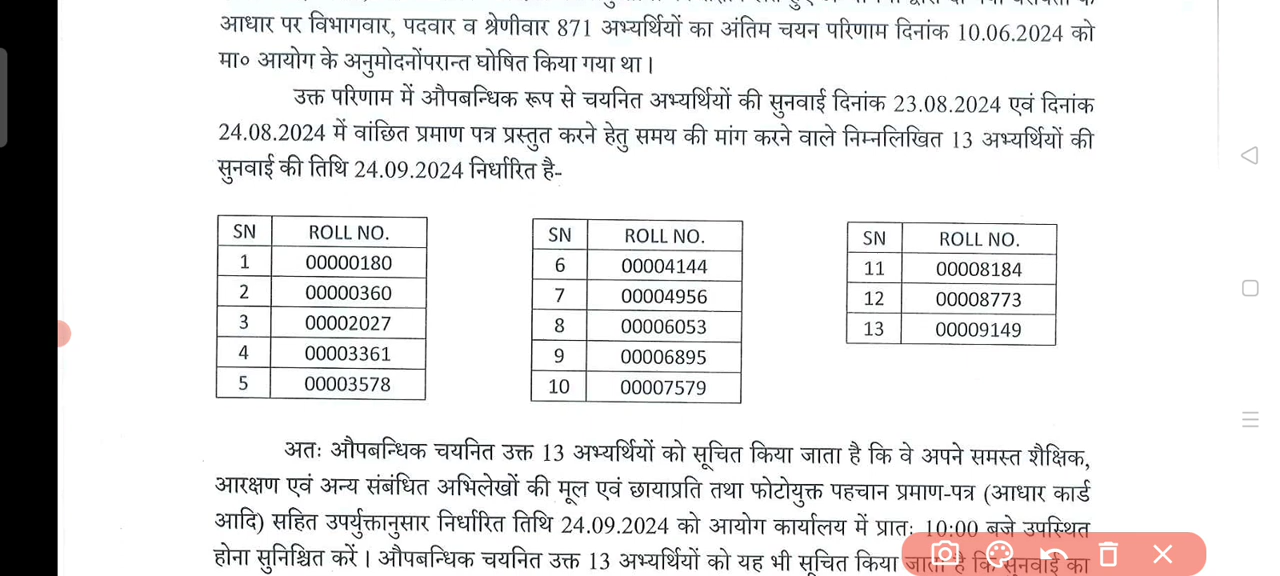 आधार पर विभागवार, पदवार व श्रेणीवार 871 अभ्यर्थियों का अंतिम चयन परिणाम दिनांक 10.06.2024 को
मा० आयोग के अनुमोदनोंपरान्त घोषित किया गया था।
उक्त परिणाम में औपबन्धिक रूप से चयनित अभ्यर्थियों की सुनवाई दिनांक 23.08.2024 एवं दिनांक
24.08.2024 में वांछित प्रमाण पत्र प्रस्तुत करने हेतु समय की मांग करने वाले निम्नलिखित 13 अभ्यर्थियों की
सुनवाई की तिथि 24.09.2024 निर्धारित है-
SN ROLL NO.
1 00000180
2 00000360
3 00002027
4 00003361
5 00003578
SN ROLL NO.
6 00004144
7 00004956
8 00006053
9 00006895
10 00007579
SN ROLL NO.
11 00008184
12 00008773
13 00009149
अतः औपबन्धिक चयनित उक्त 13 अभ्यर्थियों को सूचित किया जाता है कि वे अपने समस्त शैक्षिक,
आरक्षण एवं अन्य संबंधित अभिलेखों की मूल एवं छायाप्रति तथा फोटोयुक्त पहचान प्रमाण-पत्र (आधार कार्ड
आदि) सहित उपर्युक्तानुसार निर्धारित तिथि 24.09.2024 को आयोग कार्यालय में प्रातः 10:00 बजे उपस्थित
होना सुनिश्चित करें। औपबन्धिक चयनित उक्त 13 अभ्यर्थियों को यह भी सूचित किया जाता है कि सुनवाई का